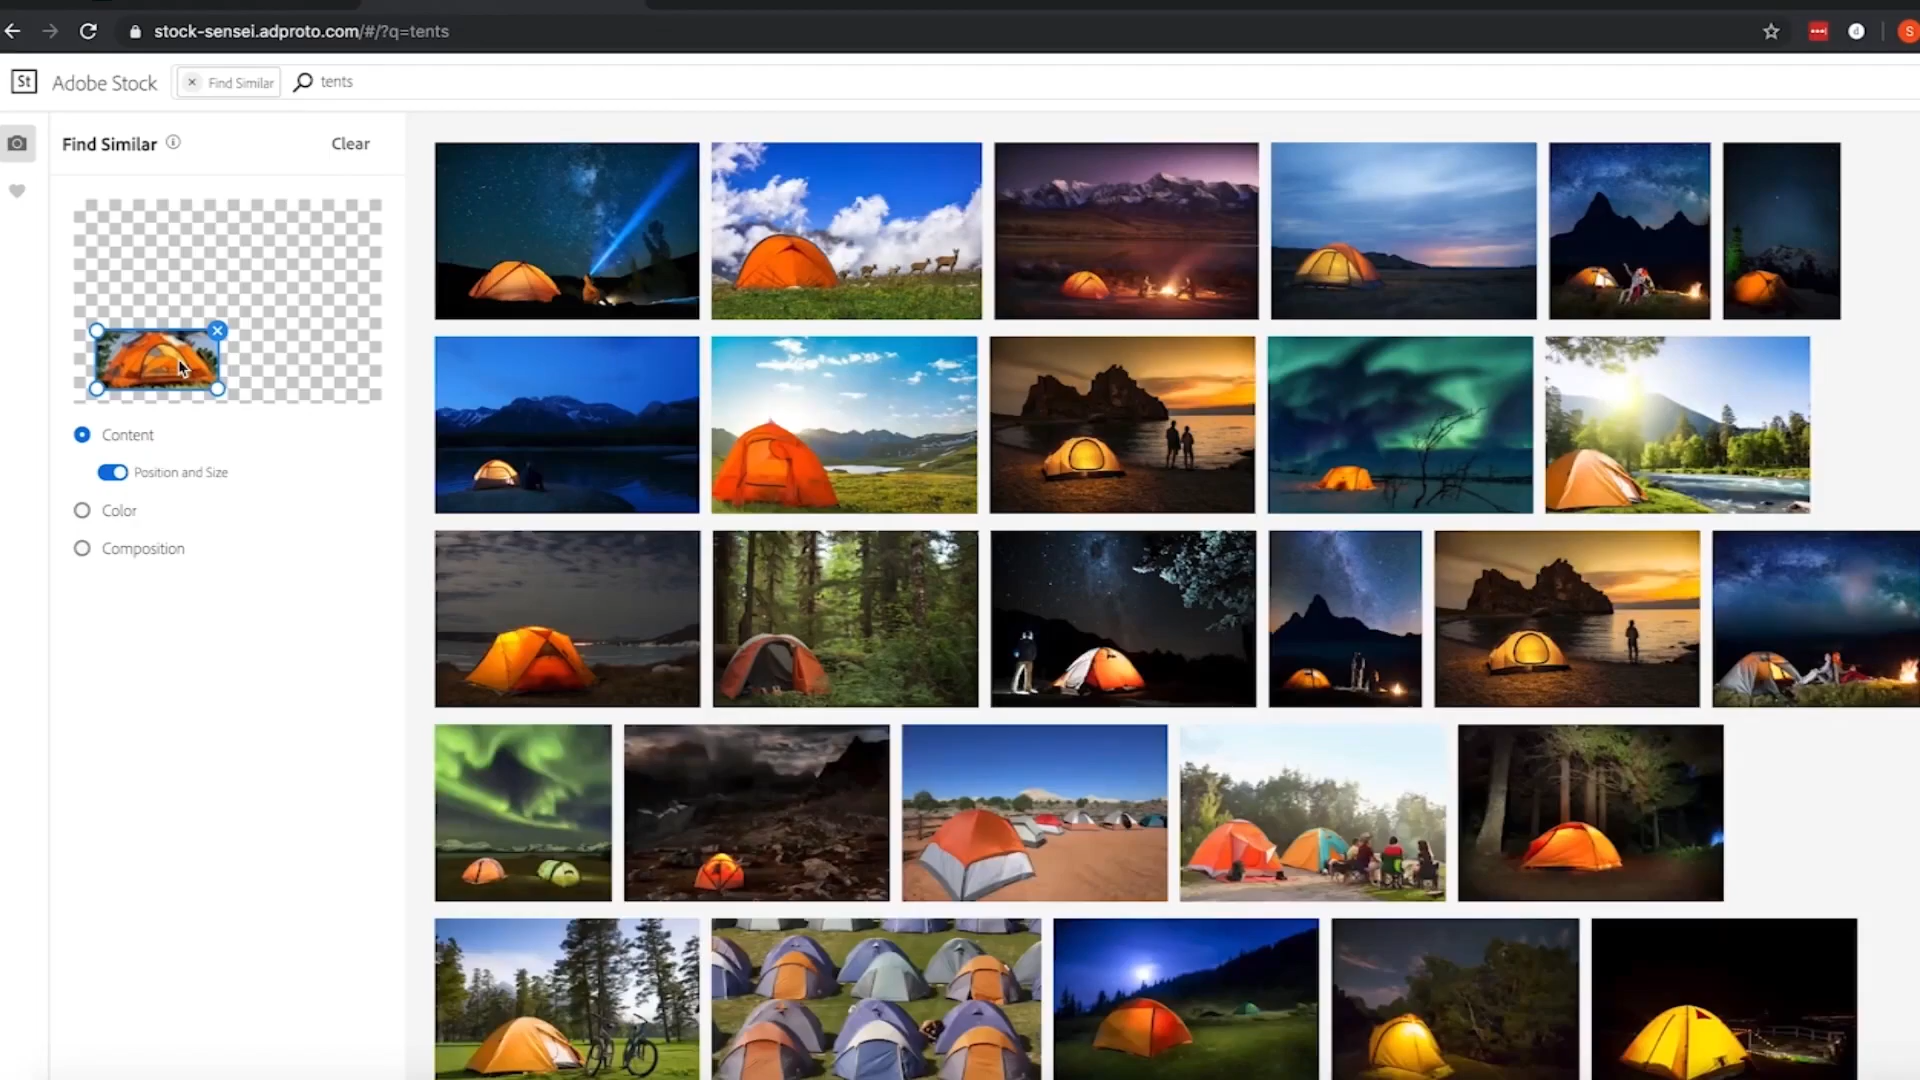 stock-sensei.adproto.com/#/?q=tents
S
St Adobe Stock × Find Similar tents
Find Similar Clear
Content
Position and Size
Color
Composition